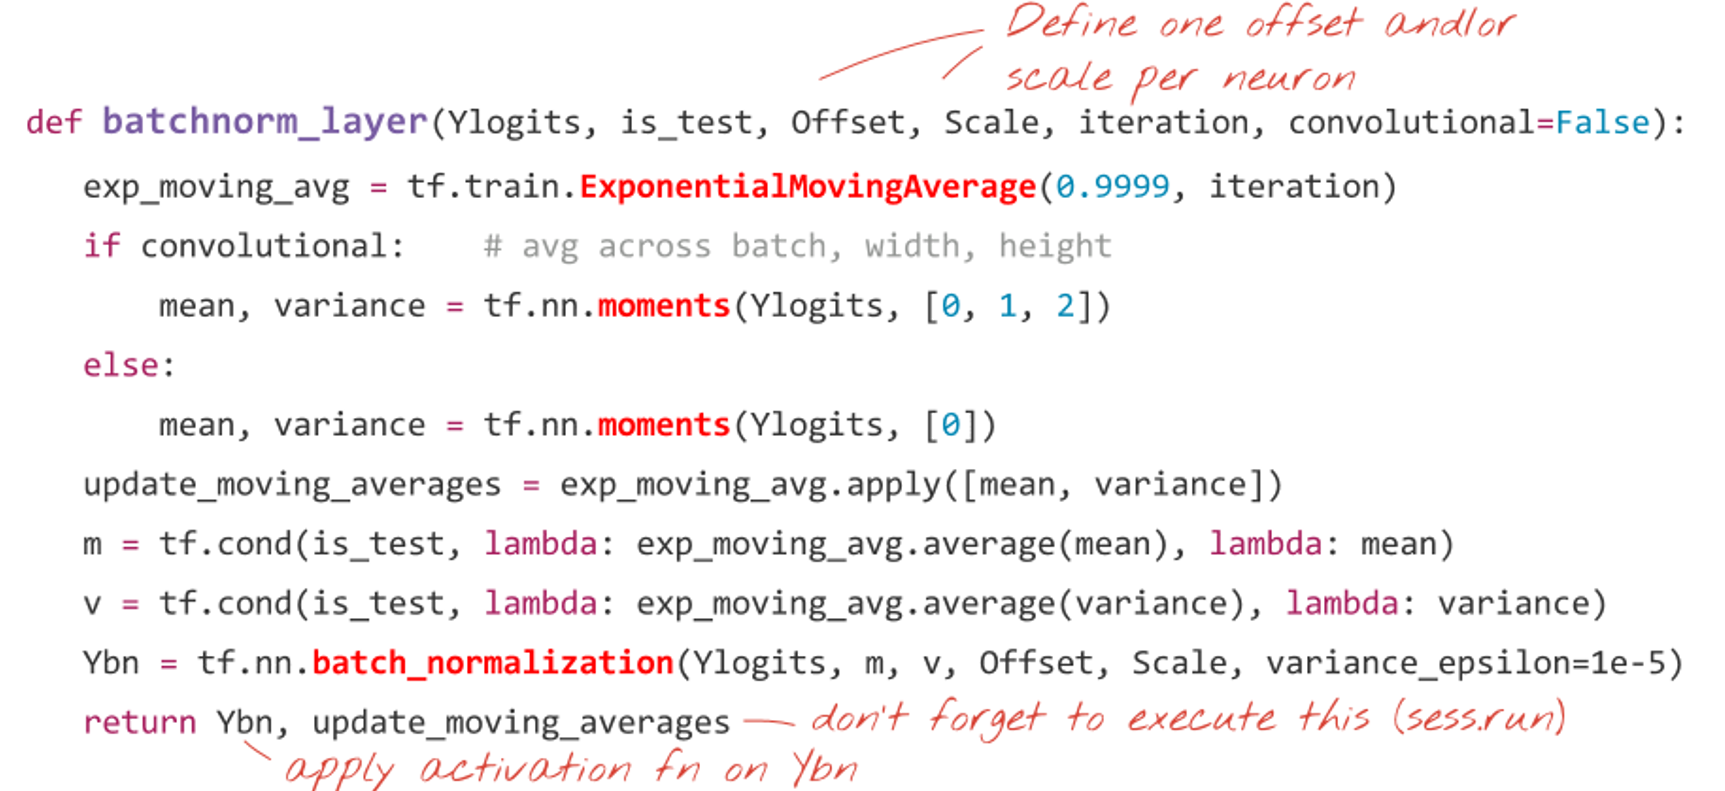 Define one offset and/or
scale per neuron
def batchnorm_layer(Ylogits, is_test, Offset, Scale, iteration, convolutional=False):
exp_moving_avg = tf.train.ExponentialMovingAverage(0.9999, iteration)
if convolutional: # avg across batch, width, height
mean, variance = tf.nn.moments(Ylogits, [0, 1, 2])
else:
mean, variance = tf.nn.moments(Ylogits, [0])
update_moving_averages = exp_moving_avg.apply([mean, variance])
m = tf.cond(is_test, lambda: exp_moving_avg.average(mean), lambda: mean)
v = tf.cond(is_test, lambda: exp_moving_avg.average(variance), lambda: variance)
Ybn = tf.nn.batch_normalization(Ylogits, m, v, Offset, Scale, variance_epsilon=1e-5)
return Ybn, update_moving_averages don't forget to execute this (sess.run)
apply activation fn on Ybn